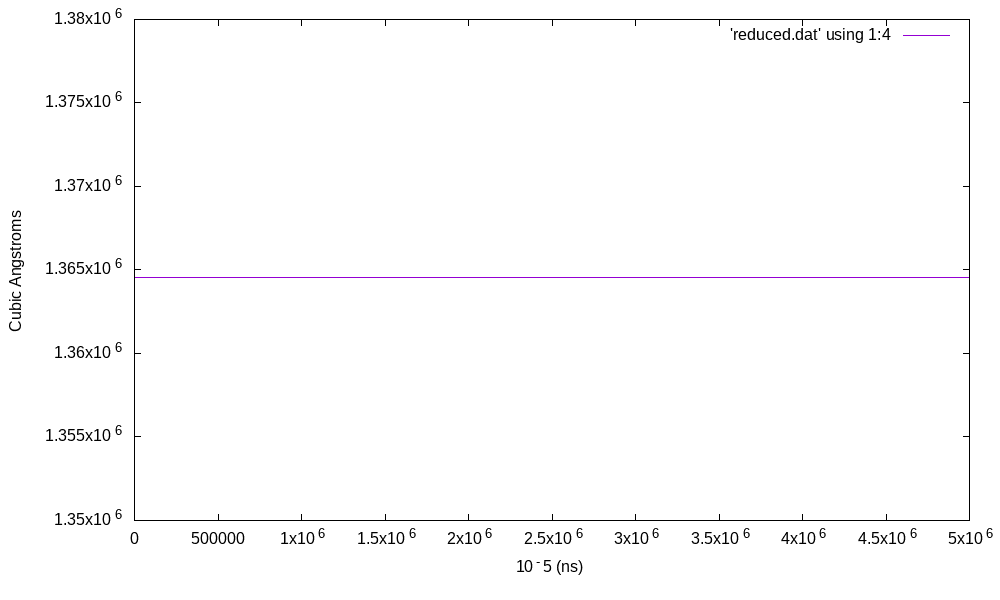 1.38x10 6
'reduced.dat' using 1:4
1.375x10 6
1.37x10 6
1.365x10 6
1.36x10 6
1.355x10 6
1.35x10 6
Cubic Angstroms
0 500000 1x10 6 1.5x10 6 2x10 6 2.5x10 6 3x10 6 3.5x10 6 4x10 6 4.5x10 6 5x10 6
10 - 5 (ns)